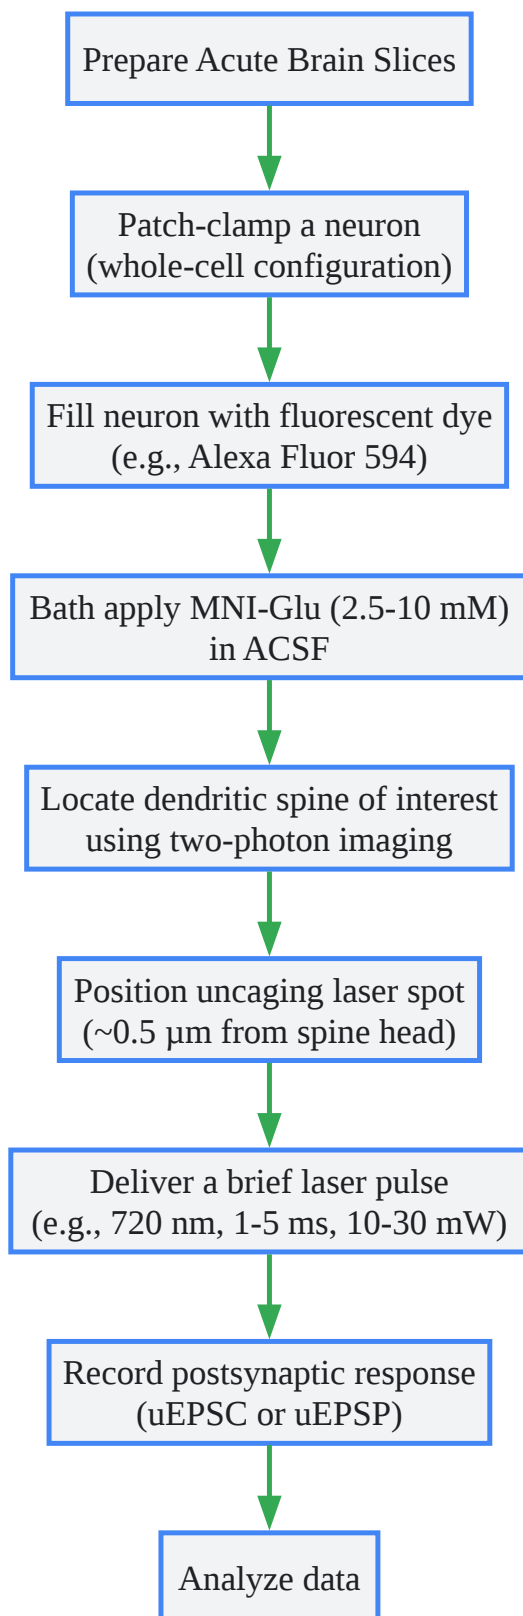 Prepare Acute Brain Slices
Patch-clamp a neuron
(whole-cell configuration)
Fill neuron with fluorescent dye
(e.g., Alexa Fluor 594)
Bath apply MNI-Glu (2.5-10 mM)
in ACSF
Locate dendritic spine of interest
using two-photon imaging
Position uncaging laser spot
(~0.5 µm from spine head)
Deliver a brief laser pulse
(e.g., 720 nm, 1-5 ms, 10-30 mW)
Record postsynaptic response
(uEPSC or uEPSP)
Analyze data